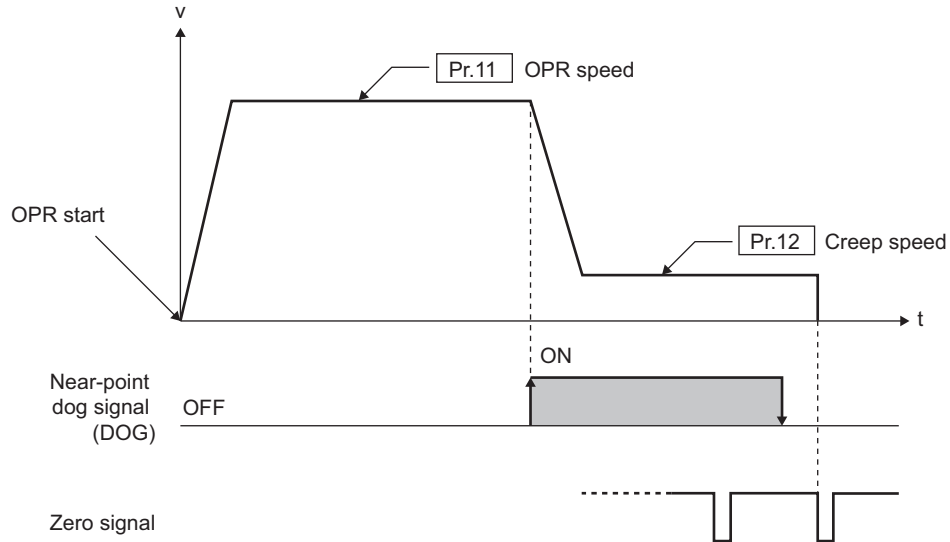 v
Pr.11 OPR speed
OPR start
Pr.12 Creep speed
t
ON
Near-point
dog signal
(DOG)
OFF
Zero signal